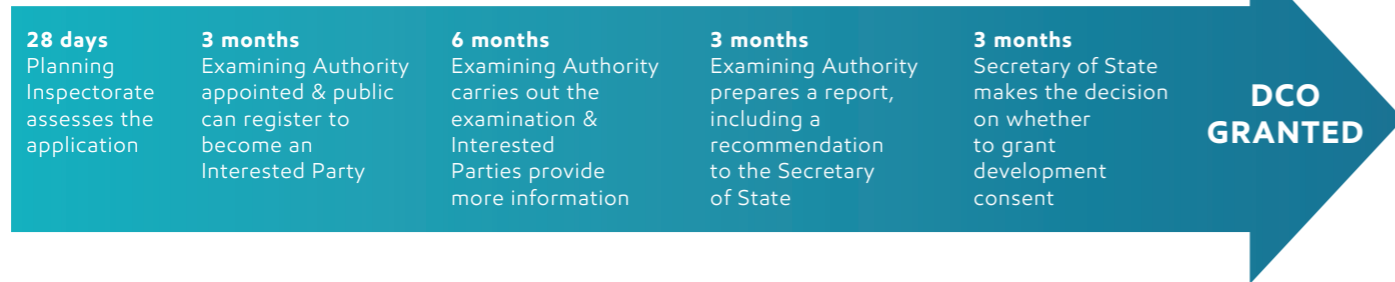 28 days
Planning
Inspectorate
assesses the
application
3 months
Examining Authority
appointed & public
can register to
become an
Interested Party
6 months
Examining Authority
carries out the
examination &
Interested
Parties provide
more information
3 months
Examining Authority
prepares a report,
including a
recommendation
to the Secretary
of State
3 months
Secretary of State
makes the decision
on whether
to grant
development
consent
DCO
GRANTED